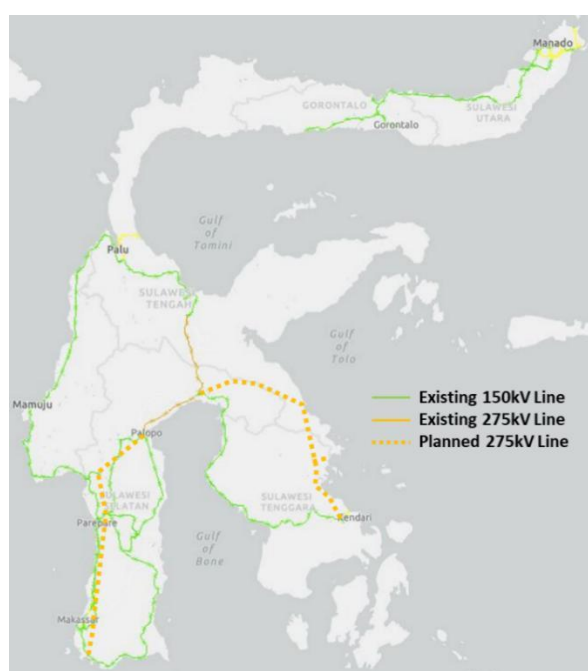 Manado
GORONTALO
SULAWESI
UTARA
Gorontalo
Gulf
of
Tomini
Palu
SULAWESI
TENGAH
Gulf
of
Tolo
Existing 150kV Line
Existing 275kV Line
Planned 275kV Line
Mamuju
Palopo
SULAWESI
SELATAN
SULAWESI
TENGGARA
Kendari
Parepare
Gulf
of
Bone
Makassar